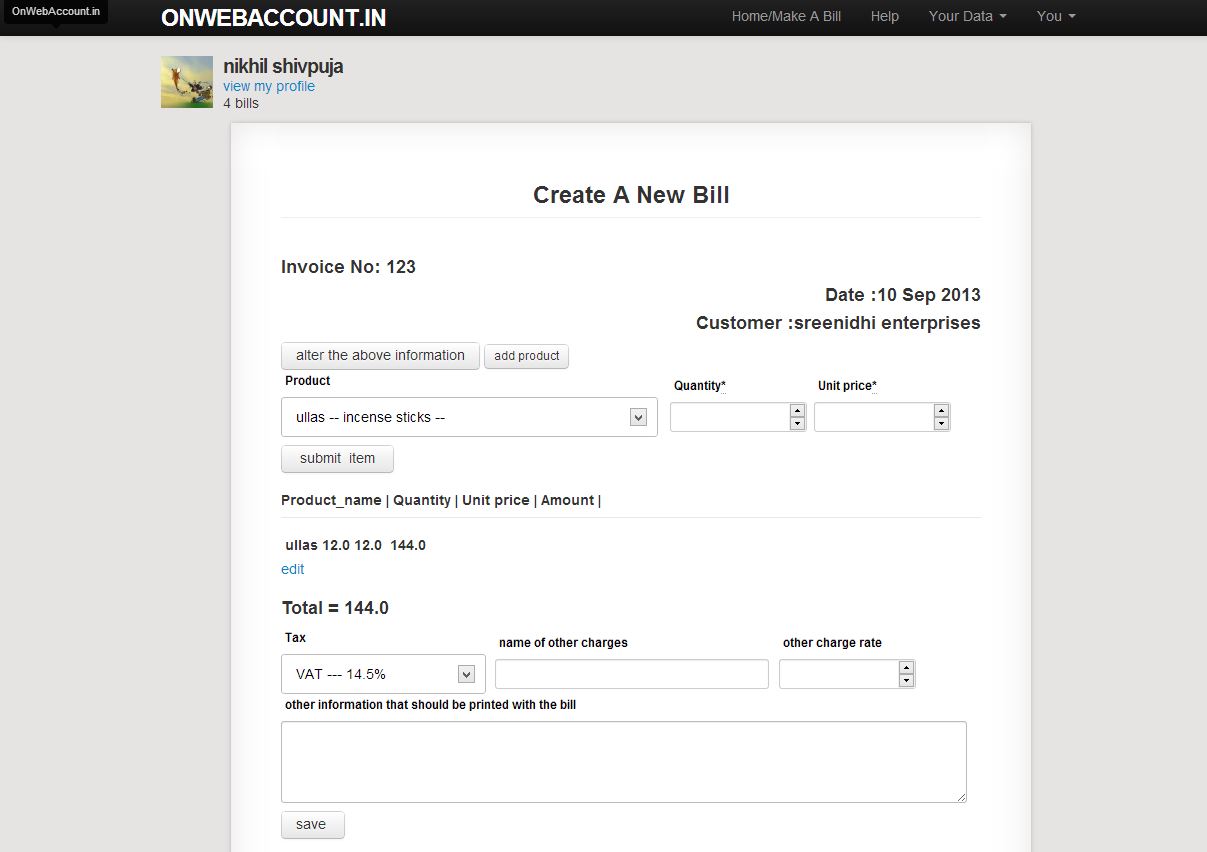 OnWebAccount.in
ONWEBACCOUNT.IN Home/Make A Bill Help Your Data You
nikhil shivpuja
view my profile
4 bills
Create A New Bill
Invoice No: 123
Date :10 Sep 2013
Customer :sreenidhi enterprises
alter the above information add product
Product Quantity* Unit price*
ullas -- incense sticks --
submit item
Product_name | Quantity | Unit price | Amount |
ullas 12.0 12.0 144.0
edit
Total = 144.0
Tax name of other charges other charge rate
VAT --- 14.5%
other information that should be printed with the bill
save